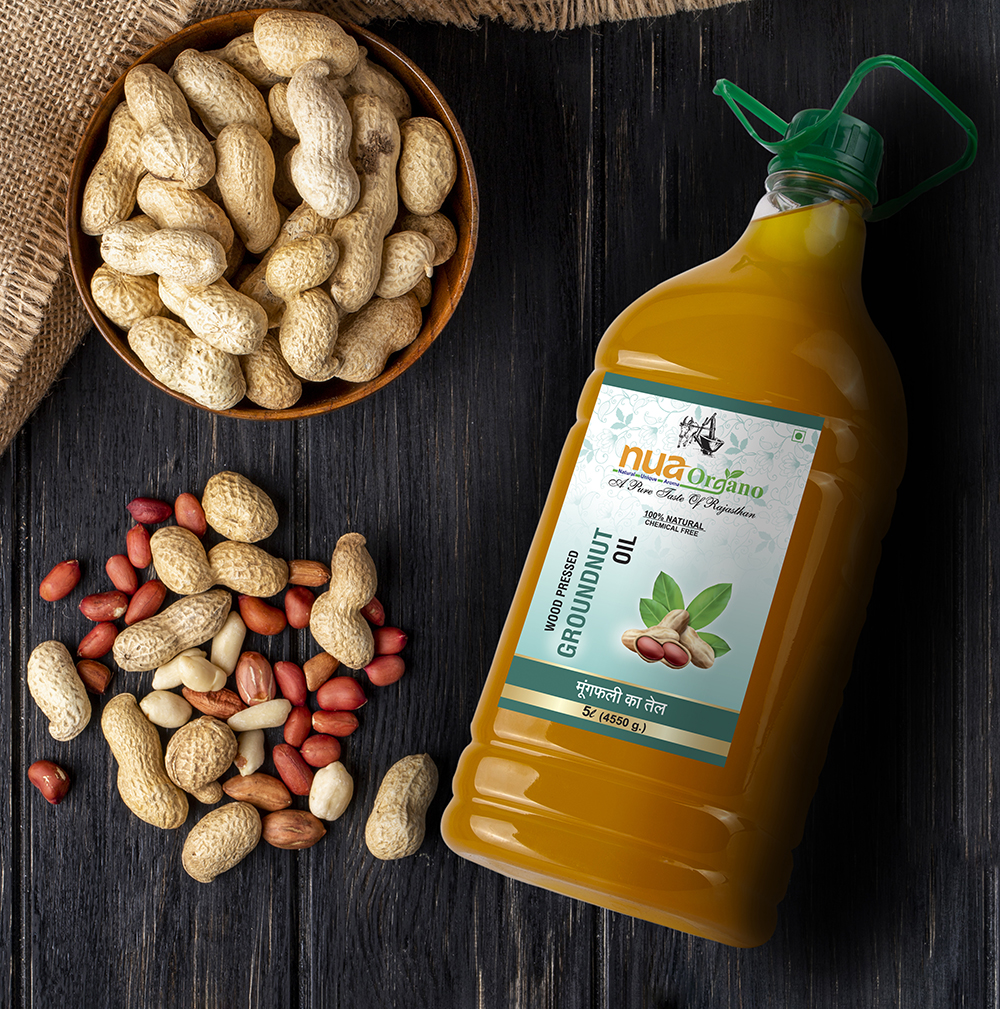 nua Organo
Natural Unique Aroma
A Pure Taste Of Rajasthan
100% NATURAL
CHEMICAL FREE
WOOD PRESSED
GROUNDNUT
OIL
मूंगफली का तेल
5ℓ (4550 g.)